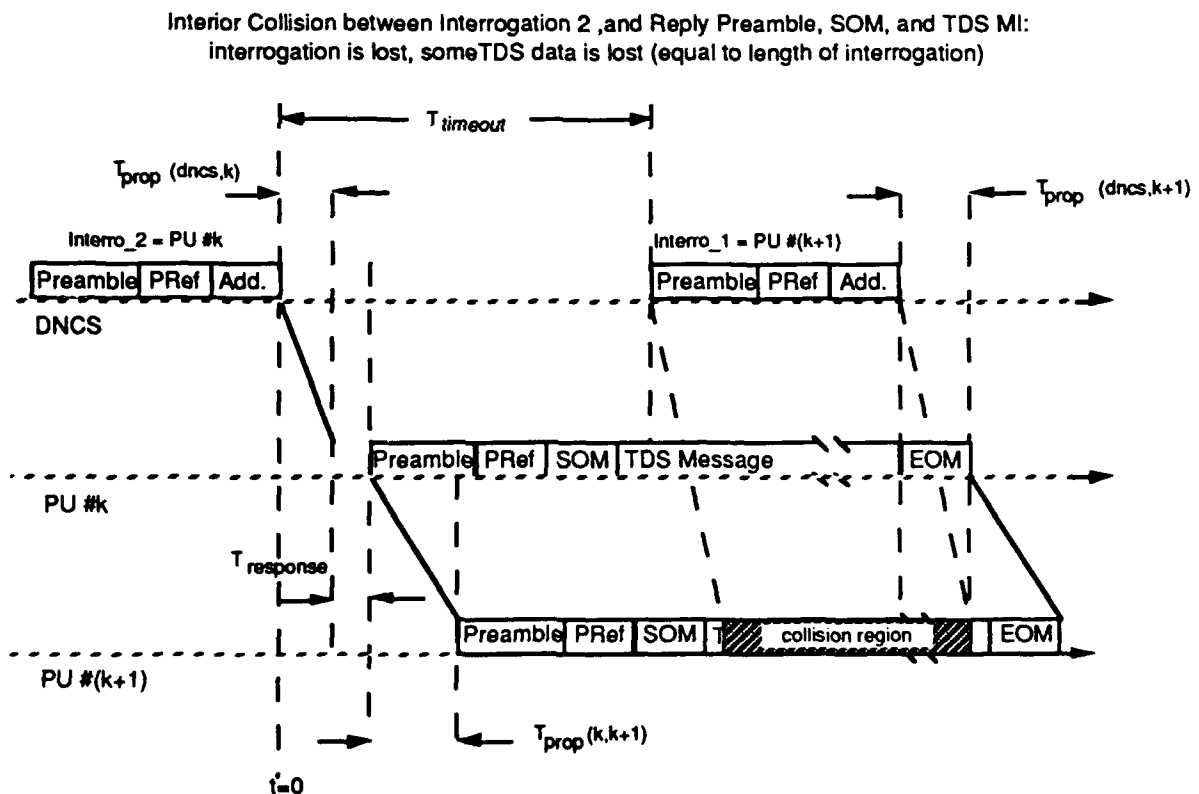 Interior Collision between Interrogation 2 ,and Reply Preamble, SOM, and TDS MI:
interrogation is lost, someTDS data is lost (equal to length of interrogation)
T timeout
Tprop (dncs,k)
Tprop (dncs,k+1)
Interro_2 = PU #k
Interro_1 = PU #(k+1)
Preamble PRef Add.
Preamble PRef Add.
DNCS
Preamble PRef SOM TDS Message EOM
PU #k
T response
Preamble PRef SOM T collision region EOM
PU #(k+1)
Tprop (k,k+1)
t'=0